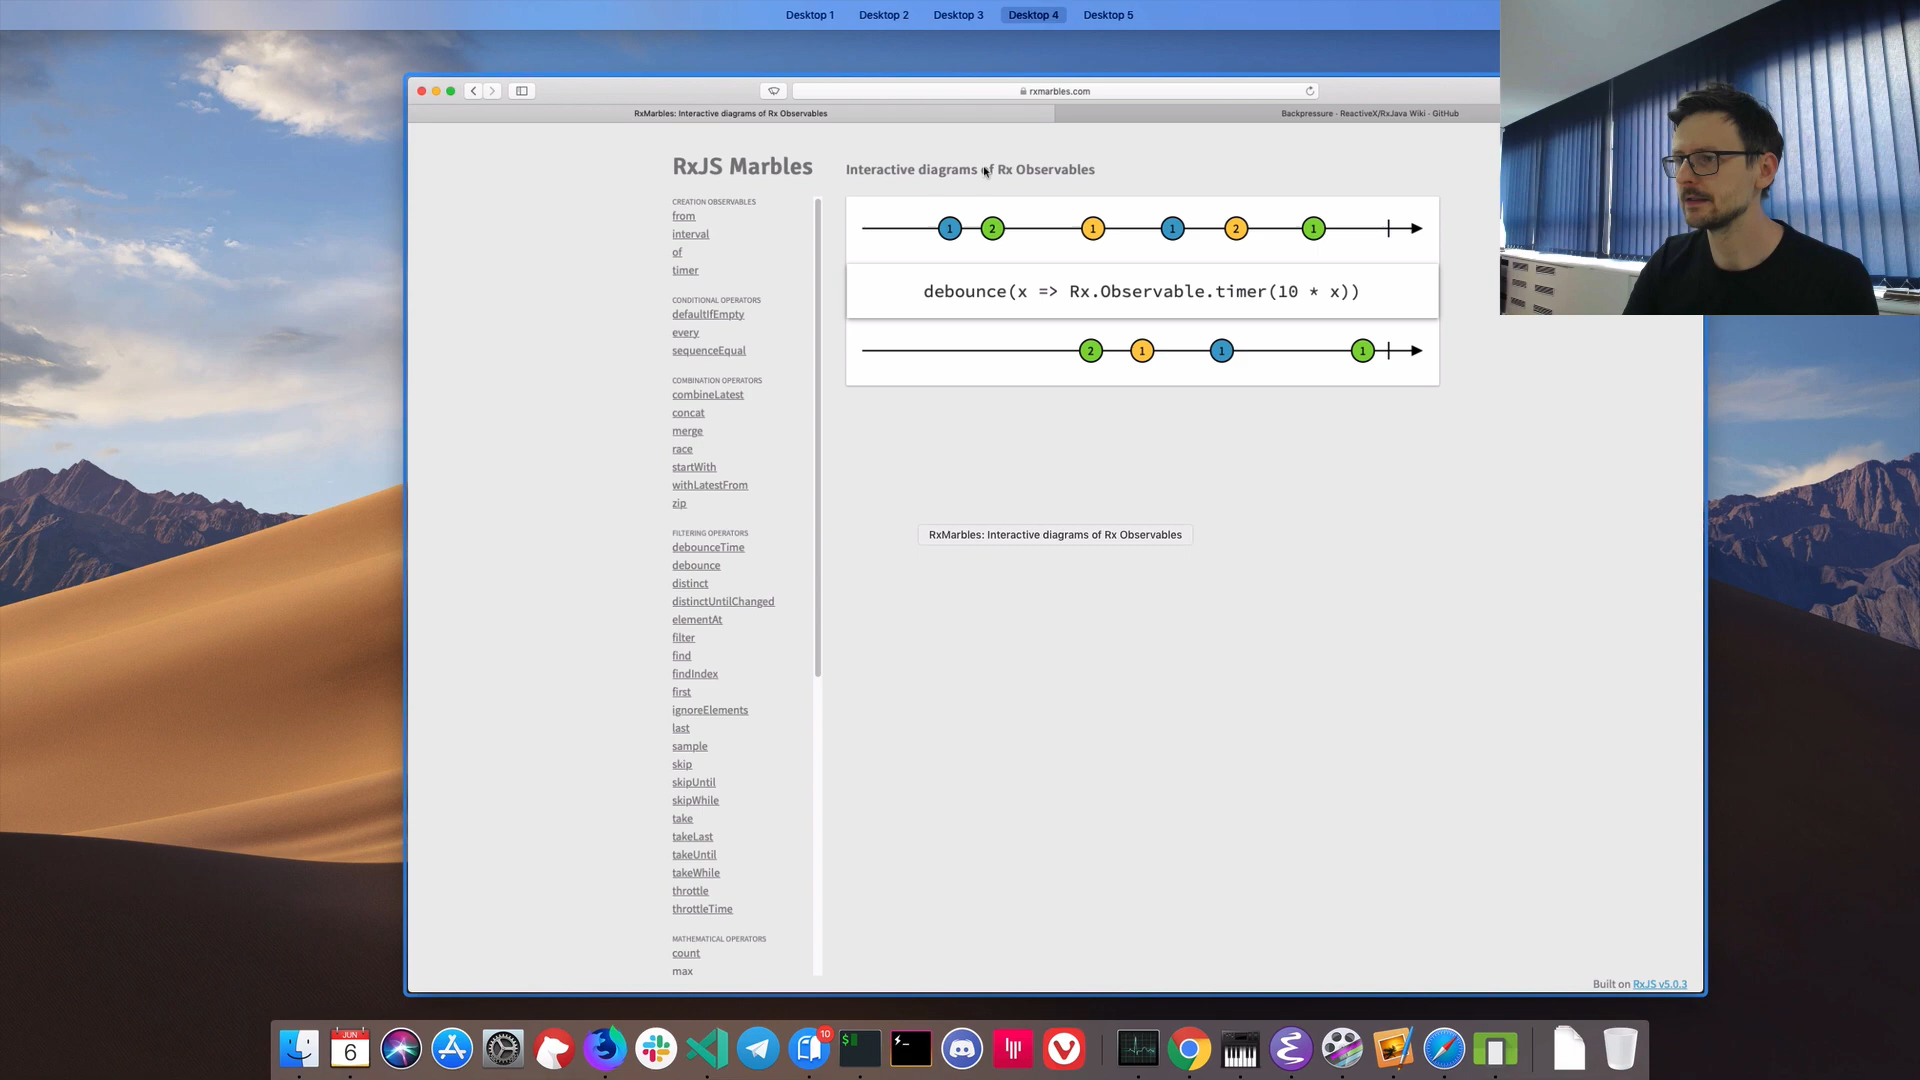 Desktop 1 Desktop 2 Desktop 3 Desktop 4 Desktop 5
rxmarbles.com
RxMarbles: Interactive diagrams of Rx Observables
Backpressure · ReactiveX/RxJava Wiki · GitHub
RxJS Marbles
CREATION OBSERVABLES
from
interval
of
timer
CONDITIONAL OPERATORS
defaultIfEmpty
every
sequenceEqual
COMBINATION OPERATORS
combineLatest
concat
merge
race
startWith
withLatestFrom
zip
FILTERING OPERATORS
debounceTime
debounce
distinct
distinctUntilChanged
elementAt
filter
find
findIndex
first
ignoreElements
last
sample
skip
skipUntil
skipWhile
take
takeLast
takeUntil
takeWhile
throttle
throttleTime
MATHEMATICAL OPERATORS
count
max
Interactive diagrams of Rx Observables
1 2 1 1 2 1
debounce(x => Rx.Observable.timer(10 * x))
2 1 1 1
RxMarbles: Interactive diagrams of Rx Observables
Built on RxJS v5.0.3
JUN
6
10
$